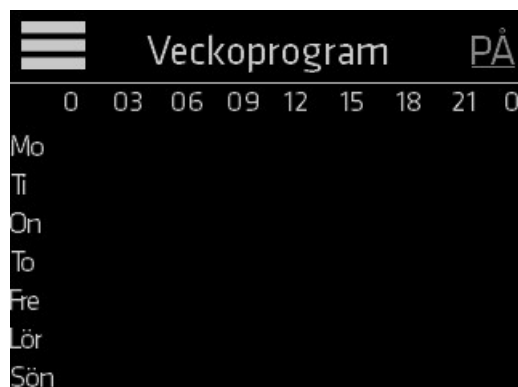 Veckoprogram PÅ
0 03 06 09 12 15 18 21 0
Mo
Ti
On
To
Fre
Lör
Sön